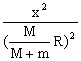 x²
(M
M + m
R)²